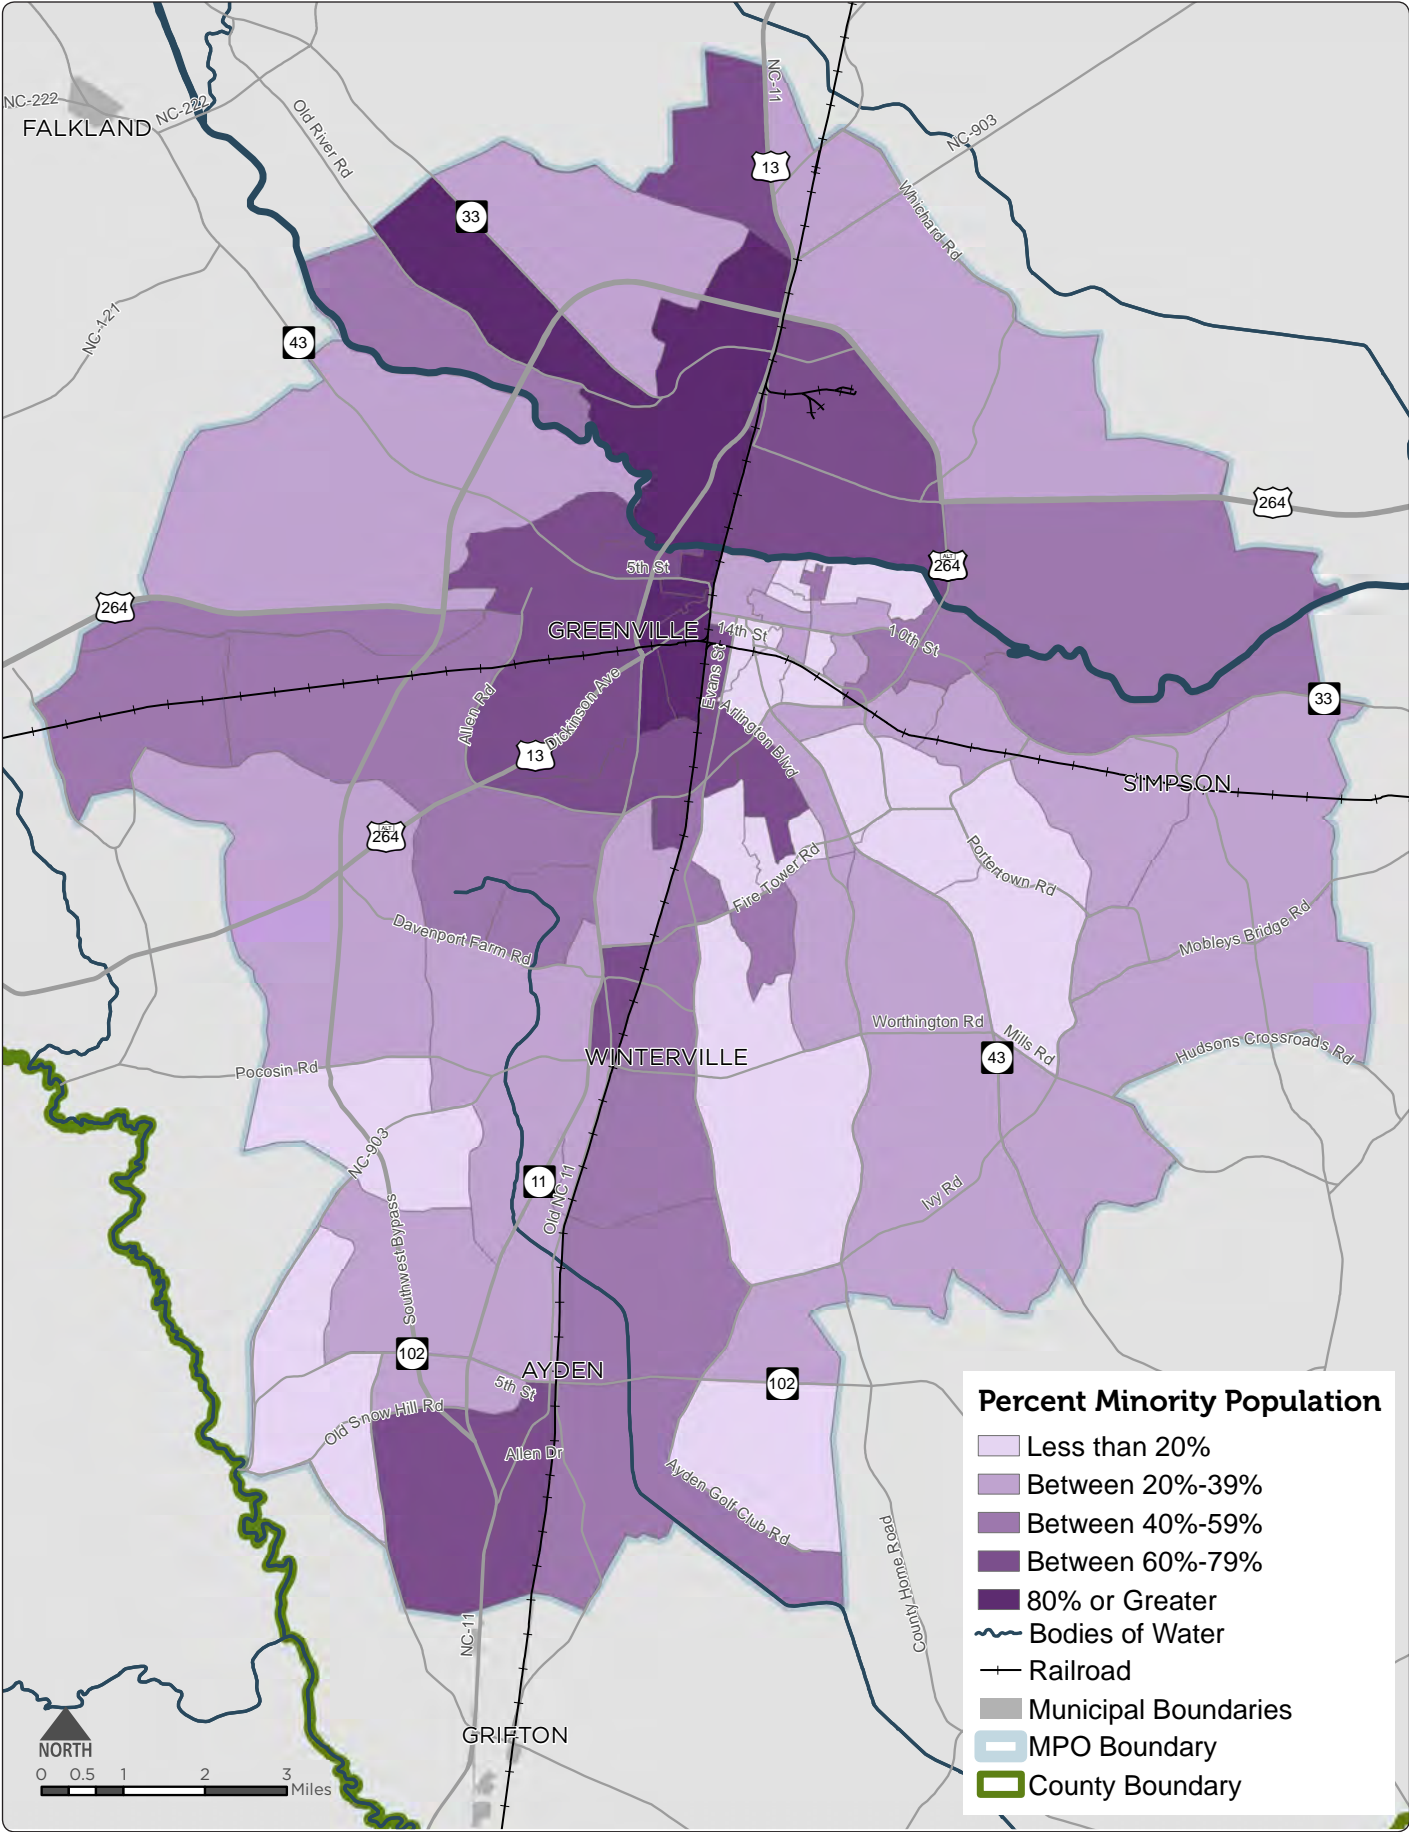 NC-11
NC-222
NC-222
FALKLAND
Old River Rd
NC-903
13
Whichard Rd
33
NC-121
43
264
264
ALT
264
5th St
GREENVILLE
14th St
10th St
Evans St
Allen Rd
Dickinson Ave
Arlington Blvd
33
13
SIMPSON
ALT
264
Portertown Rd
Fire Tower Rd
Davenport Farm Rd
Mobleys Bridge Rd
Worthington Rd
Mills Rd
43
Hudsons Crossroads Rd
WINTERVILLE
Pocosin Rd
NC-903
11
Old NC 11
Ivy Rd
Southwest Bypass
102
AYDEN
5th St
102
Old Snow Hill Rd
Allen Dr
Ayden Golf Club Rd
County Home Road
NC-11
GRIFTON
Percent Minority Population
Less than 20%
Between 20%-39%
Between 40%-59%
Between 60%-79%
80% or Greater
Bodies of Water
Railroad
Municipal Boundaries
MPO Boundary
County Boundary
NORTH
0 0.5 1 2 3
Miles